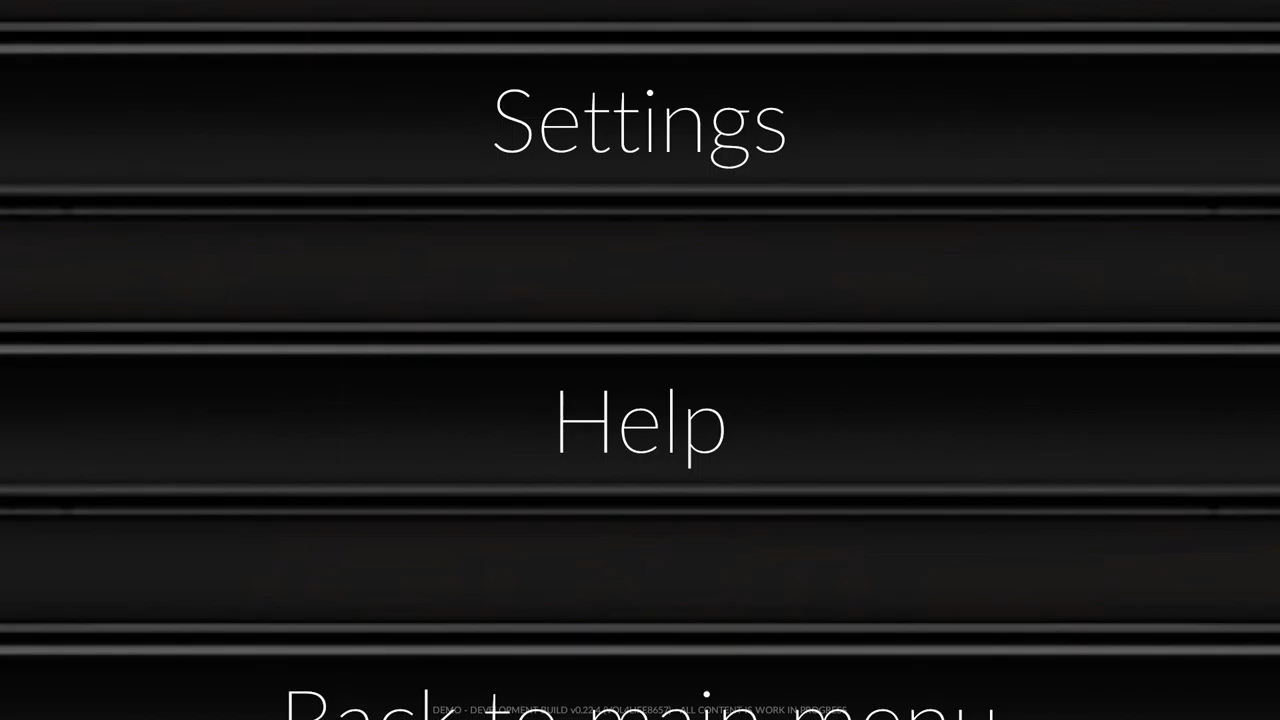 Settings
Help
Back to main menu
DEMO - DEVELOPMENT BUILD ALL CONTENT IS WORK IN PROGRESS